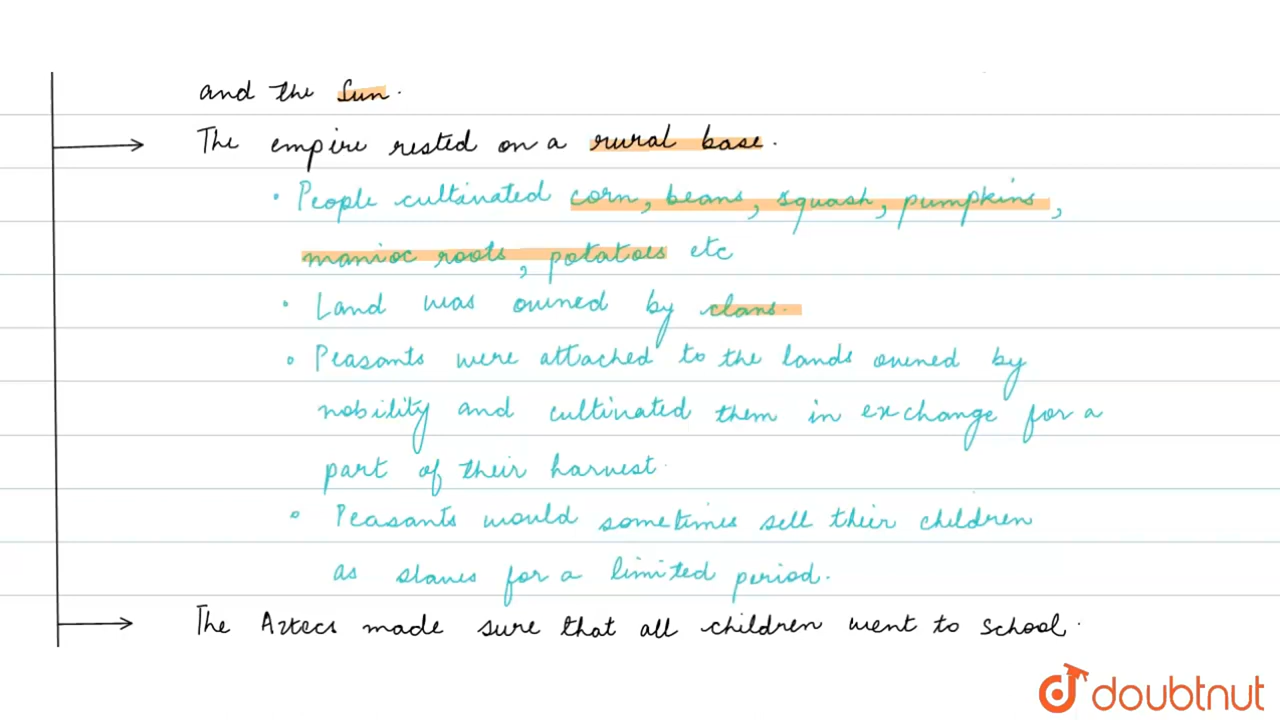 and the Sun.
The empire rested on a rural base.
• People cultivated corn, beans, squash, pumpkins,
manioc roots, potatoes etc
• Land was owned by clans.
• Peasants were attached to the lands owned by
nobility and cultivated them in exchange for a
part of their harvest.
• Peasants would sometimes sell their children
as slaves for a limited period.
The Aztecs made sure that all children went to school.
doubtnut